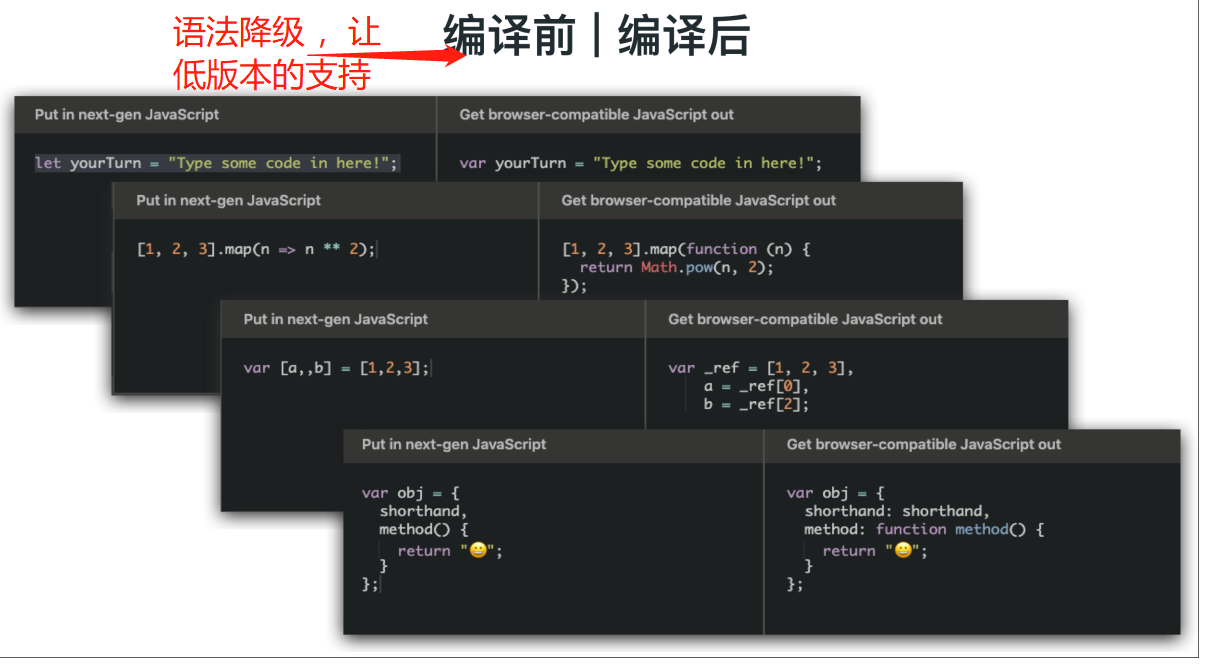 语法降级 ，让
低版本的支持
编译前 | 编译后
Put in next-gen JavaScript
Get browser-compatible JavaScript out
let yourTurn = "Type some code in here!";
var yourTurn = "Type some code in here!";
Put in next-gen JavaScript
Get browser-compatible JavaScript out
[1, 2, 3].map(n => n ** 2);
[1, 2, 3].map(function (n) {
return Math.pow(n, 2);
});
Put in next-gen JavaScript
Get browser-compatible JavaScript out
var [a,,b] = [1,2,3];
var _ref = [1, 2, 3],
a = _ref[0],
b = _ref[2];
Put in next-gen JavaScript
Get browser-compatible JavaScript out
var obj = {
shorthand,
method() {
return "😀";
}
};
var obj = {
shorthand: shorthand,
method: function method() {
return "😀";
}
};